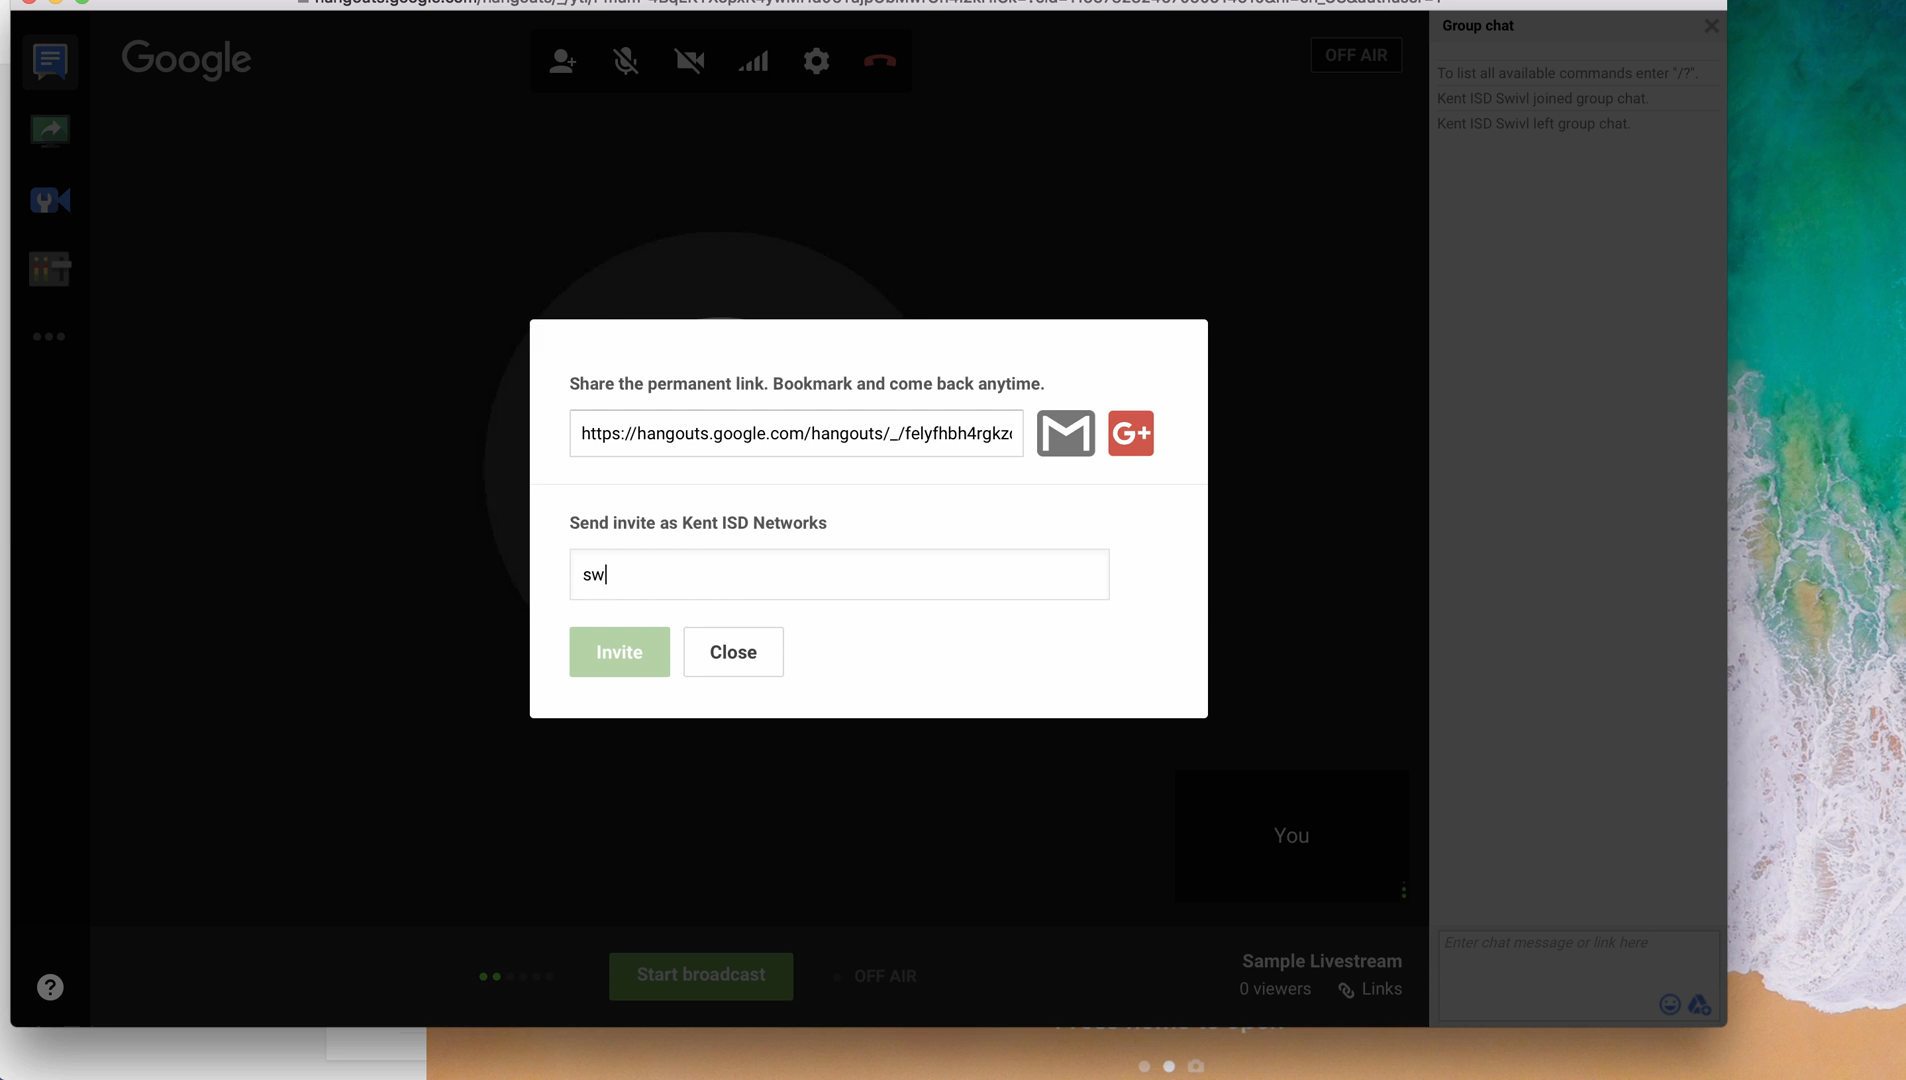 Google
OFF AIR
Group chat
To list all available commands enter "/?".
Kent ISD Swivl joined group chat.
Kent ISD Swivl left group chat.
Share the permanent link. Bookmark and come back anytime.
https://hangouts.google.com/hangouts/_/felyfhbh4rgkz
G+
Send invite as Kent ISD Networks
sw
Invite
Close
You
Start broadcast
OFF AIR
Sample Livestream
0 viewers
Links
Enter chat message or link here
?